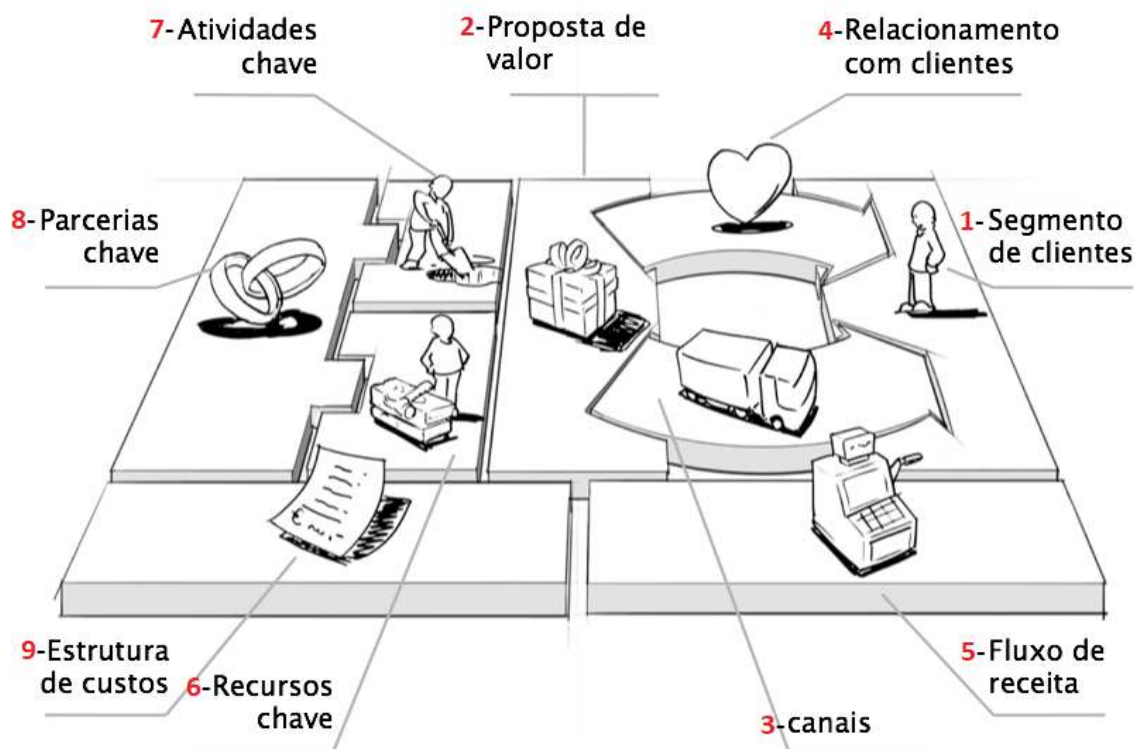 7-Atividades
chave
2-Proposta de
valor
4-Relacionamento
com clientes
8-Parcerias
chave
1-Segmento
de clientes
9-Estrutura
de custos
6-Recursos
chave
3-canais
5-Fluxo de
receita
€